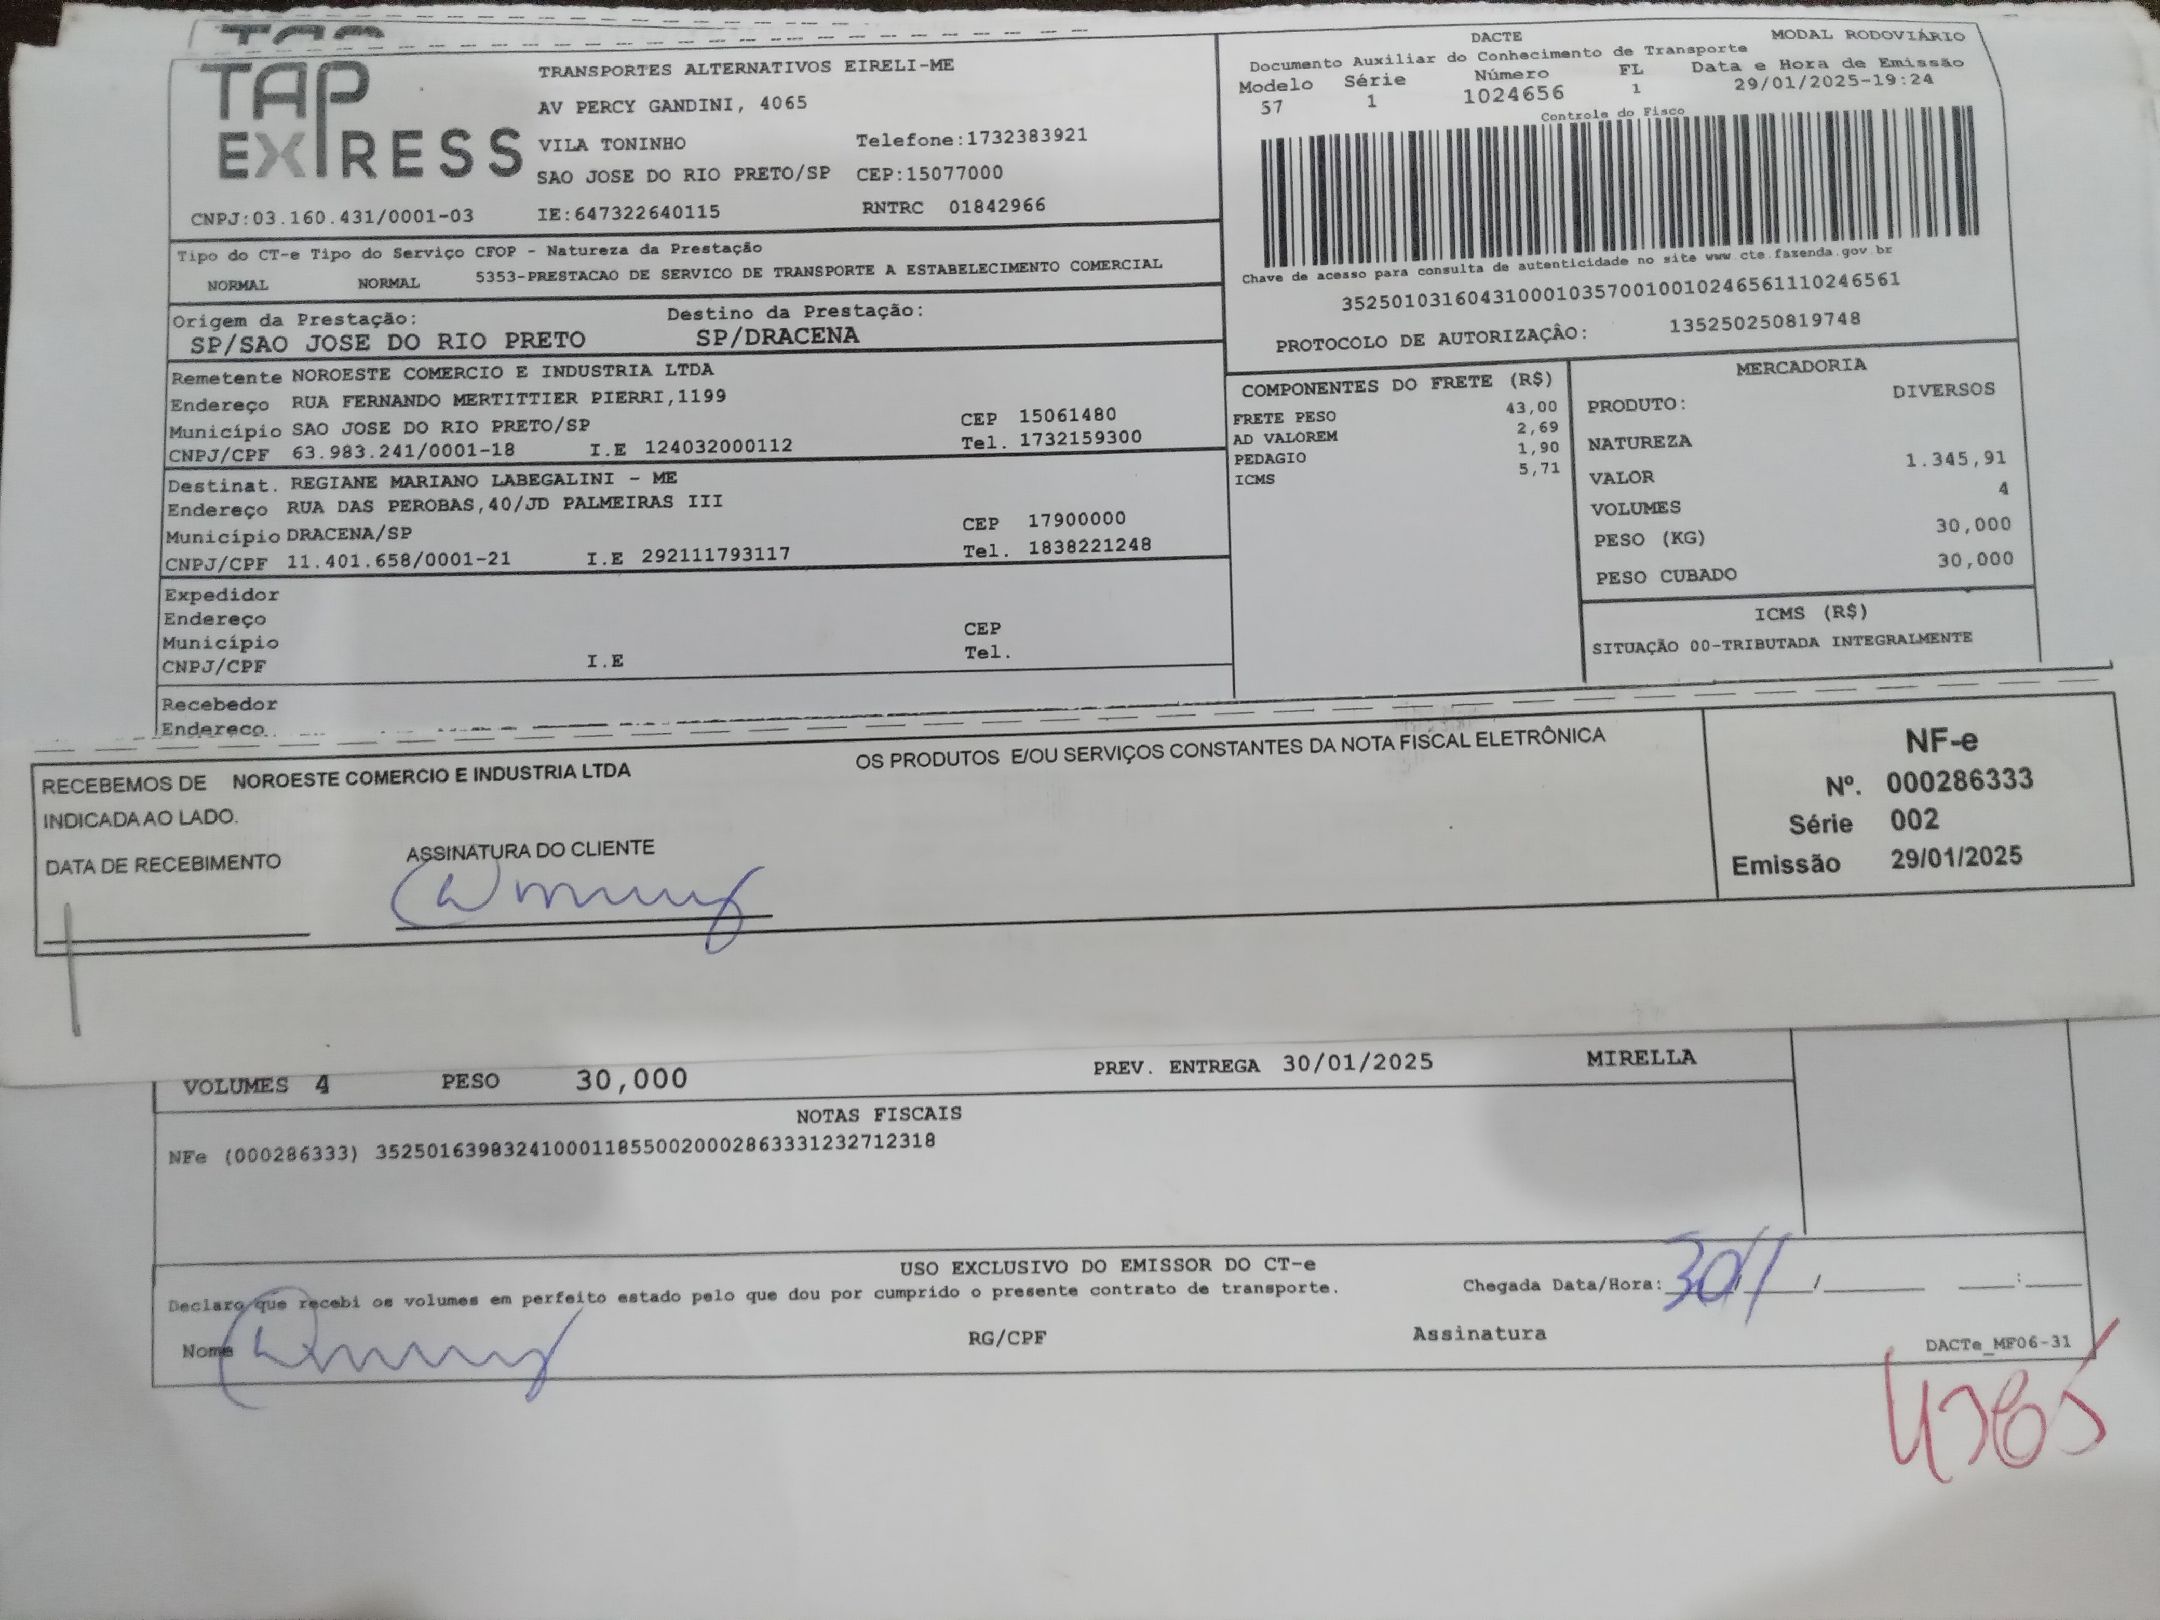 TAP
EXPRESS
TRANSPORTES ALTERNATIVOS EIRELI-ME
AV PERCY GANDINI, 4065
VILA TONINHO Telefone:1732383921
SAO JOSE DO RIO PRETO/SP CEP:15077000
CNPJ:03.160.431/0001-03 IE:647322640115 RNTRC 01842966
DACTE MODAL RODOVIÁRIO
Documento Auxiliar do Conhecimento de Transporte
Modelo Série Número FL Data e Hora de Emissão
57 1 1024656 1 29/01/2025-19:24
Controle do Fisco
Chave de acesso para consulta de autenticidade no site www.cte.fazenda.gov.br
35250103160431000103570010010246561110246561
PROTOCOLO DE AUTORIZAÇÂO: 135250250819748
Tipo do CT-e Tipo do Serviço CFOP - Natureza da Prestação
NORMAL NORMAL 5353-PRESTACAO DE SERVICO DE TRANSPORTE A ESTABELECIMENTO COMERCIAL
Origem da Prestação: Destino da Prestação:
SP/SAO JOSE DO RIO PRETO SP/DRACENA
Remetente NOROESTE COMERCIO E INDUSTRIA LTDA
Endereço RUA FERNANDO MERTITTIER PIERRI,1199
Município SAO JOSE DO RIO PRETO/SP CEP 15061480
CNPJ/CPF 63.983.241/0001-18 I.E 124032000112 Tel. 1732159300
Destinat. REGIANE MARIANO LABEGALINI - ME
Endereço RUA DAS PEROBAS,40/JD PALMEIRAS III
Município DRACENA/SP CEP 17900000
CNPJ/CPF 11.401.658/0001-21 I.E 292111793117 Tel. 1838221248
Expedidor
Endereço
Município CEP
CNPJ/CPF I.E Tel.
Recebedor
Endereço
COMPONENTES DO FRETE (R$)
FRETE PESO 43,00
AD VALOREM 2,69
PEDAGIO 1,90
ICMS 5,71
MERCADORIA
PRODUTO: DIVERSOS
NATUREZA
VALOR 1.345,91
VOLUMES 4
PESO (KG) 30,000
PESO CUBADO 30,000
ICMS (R$)
SITUAÇÃO 00-TRIBUTADA INTEGRALMENTE
RECEBEMOS DE NOROESTE COMERCIO E INDUSTRIA LTDA OS PRODUTOS E/OU SERVIÇOS CONSTANTES DA NOTA FISCAL ELETRÔNICA
INDICADA AO LADO.
DATA DE RECEBIMENTO ASSINATURA DO CLIENTE
NF-e
Nº. 000286333
Série 002
Emissão 29/01/2025
VOLUMES 4 PESO 30,000 PREV. ENTREGA 30/01/2025 MIRELLA
NOTAS FISCAIS
NFe (000286333) 35250163983241000118550020002863331232712318
USO EXCLUSIVO DO EMISSOR DO CT-e
Declaro que recebi os volumes em perfeito estado pelo que dou por cumprido o presente contrato de transporte. Chegada Data/Hora: 30/1 / :
Nome RG/CPF Assinatura
DACTe_MF06-31